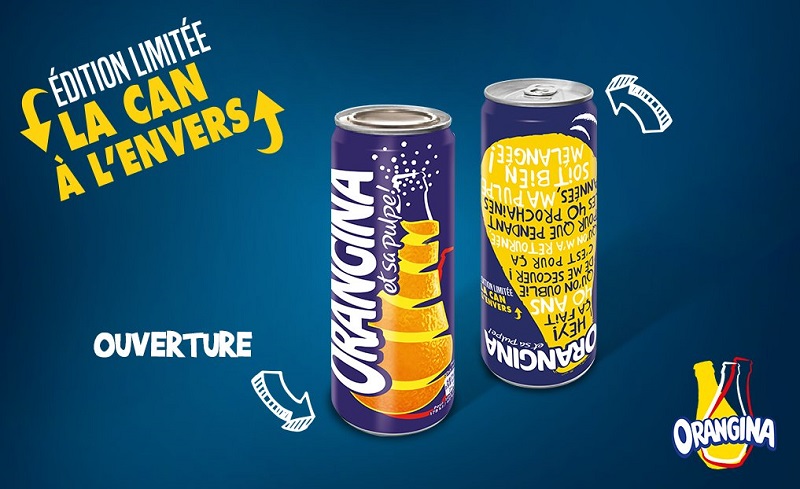 ÉDITION LIMITÉE
LA CAN
À L'ENVERS
OUVERTURE
ORANGINA
et sa pulpe!
HEY!
ÇA FAIT
40 ANS
QU'ON OUBLIE
DE ME SECOUER!
C'EST POUR ÇA
QU'ON M'A RETOURNÉE
POUR QUE PENDANT
LES 40 PROCHAINES
ANNÉES,
MA PULPE
SOIT BIEN
MÉLANGÉE!
ÉDITION LIMITÉE
LA CAN
À L'ENVERS
ORANGINA
et sa pulpe!
ORANGINA